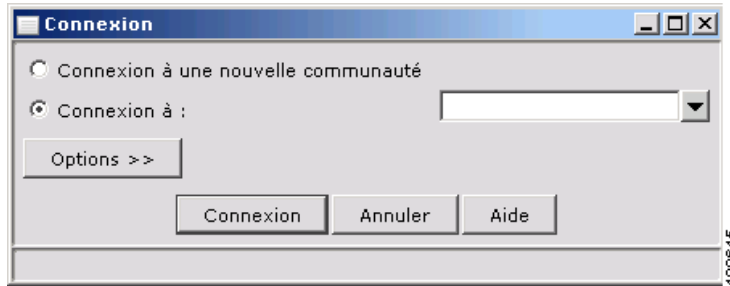 Connexion
Connexion à une nouvelle communauté
Connexion à :
Options >>
Connexion Annuler Aide